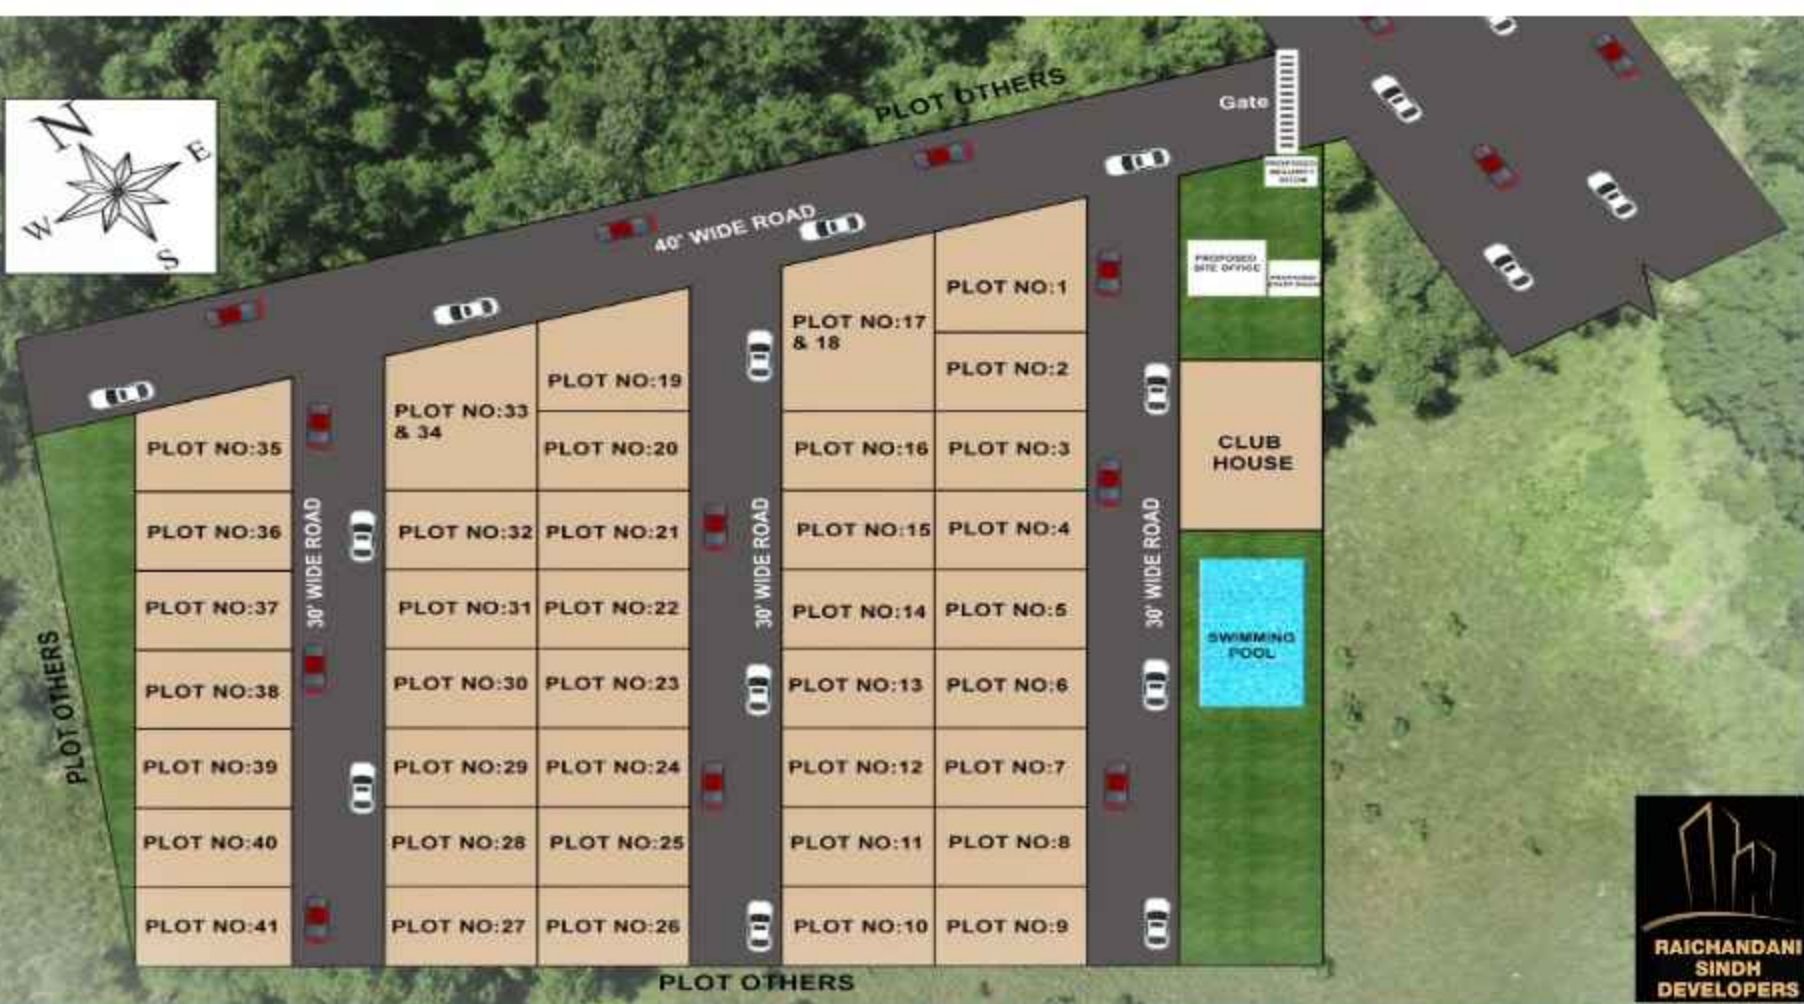 PLOT OTHERS
Gate
N
E
W
S
PROPOSED
SECURITY
ROOM
40' WIDE ROAD
PROPOSED
SITE OFFICE
PROPOSED
PLOT NO:1
PLOT NO:17
& 18
PLOT NO:2
PLOT NO:19
PLOT NO:33
& 34
PLOT NO:35
PLOT NO:20
PLOT NO:16
PLOT NO:3
CLUB
HOUSE
PLOT NO:36
PLOT NO:32
PLOT NO:21
PLOT NO:15
PLOT NO:4
30' WIDE ROAD
30' WIDE ROAD
30' WIDE ROAD
PLOT NO:37
PLOT NO:31
PLOT NO:22
PLOT NO:14
PLOT NO:5
SWIMMING
POOL
PLOT OTHERS
PLOT NO:38
PLOT NO:30
PLOT NO:23
PLOT NO:13
PLOT NO:6
PLOT NO:39
PLOT NO:29
PLOT NO:24
PLOT NO:12
PLOT NO:7
PLOT NO:40
PLOT NO:28
PLOT NO:25
PLOT NO:11
PLOT NO:8
PLOT NO:41
PLOT NO:27
PLOT NO:26
PLOT NO:10
PLOT NO:9
PLOT OTHERS
RAICHANDANI
SINDH
DEVELOPERS